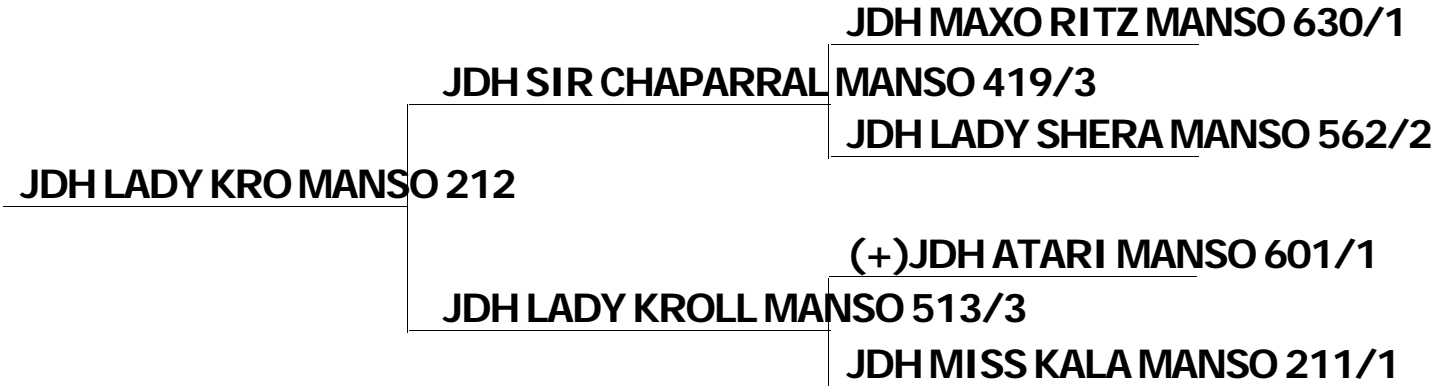 JDH MAXO RITZ MANSO 630/1
JDH SIR CHAPARRAL MANSO 419/3
JDH LADY SHERA MANSO 562/2
JDH LADY KRO MANSO 212
(+)JDH ATARI MANSO 601/1
JDH LADY KROLL MANSO 513/3
JDH MISS KALA MANSO 211/1